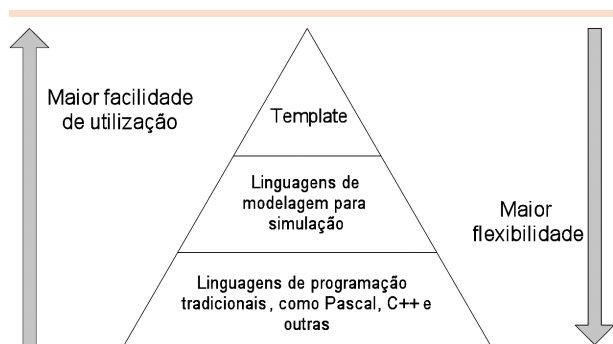 Maior facilidade
de utilização
Template
Linguagens de
modelagem para
simulação
Maior
flexibilidade
Linguagens de programação
tradicionais, como Pascal, C++ e
outras